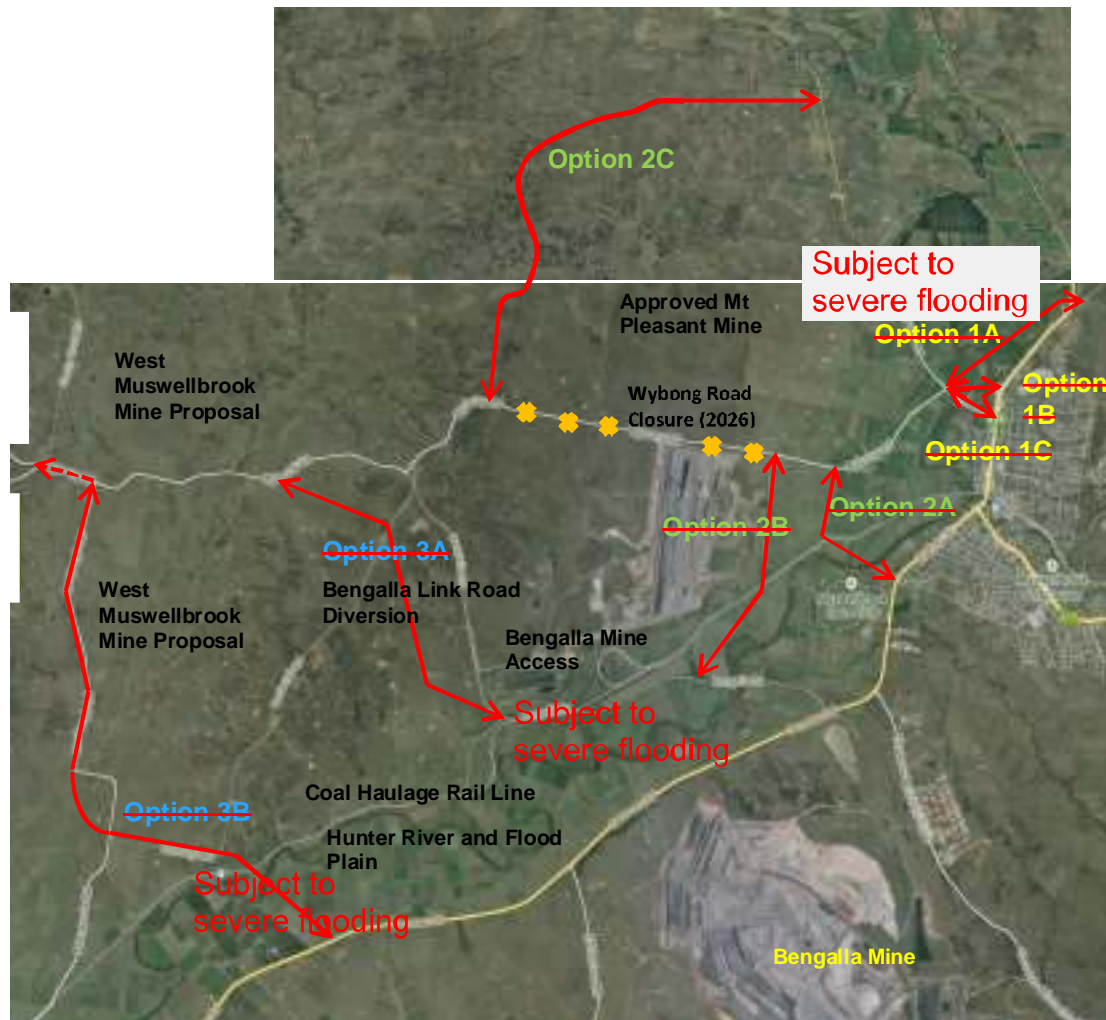 Option 2C
Subject to
severe flooding
Approved Mt
Pleasant Mine
Option 1A
West
Muswellbrook
Mine Proposal
Wybong Road
Closure (2026)
Option
1B
Option 1C
Option 2A
Option 2B
Option 3A
West
Muswellbrook
Mine Proposal
Bengalla Link Road
Diversion
Bengalla Mine
Access
Subject to
severe flooding
Coal Haulage Rail Line
Option 3B
Hunter River and Flood
Plain
Subject to
severe flooding
Bengalla Mine